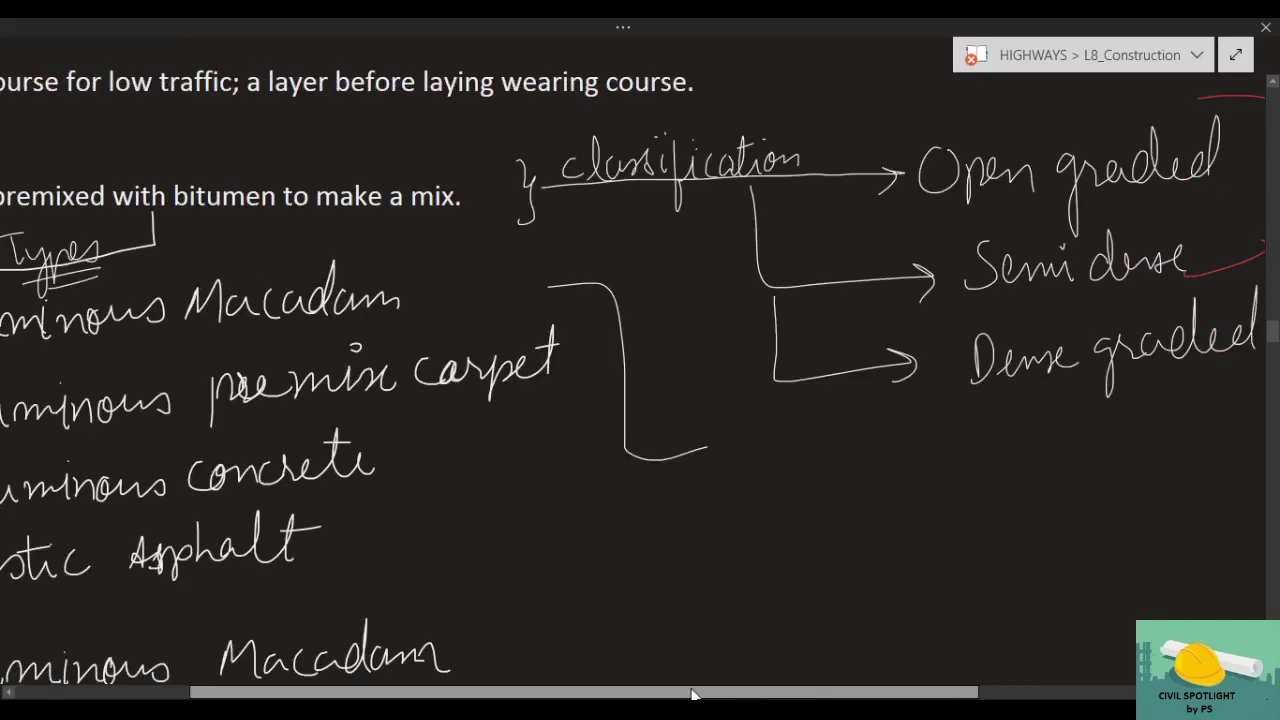 HIGHWAYS > L8_Construction
ourse for low traffic; a layer before laying wearing course.
classification
Open graded
premixed with bitumen to make a mix.
Types
Semi dense
minous Macadam
Dense graded
uminous premix carpet
uminous concrete
stic Asphalt
minous Macadam
CIVIL SPOTLIGHT
by PS